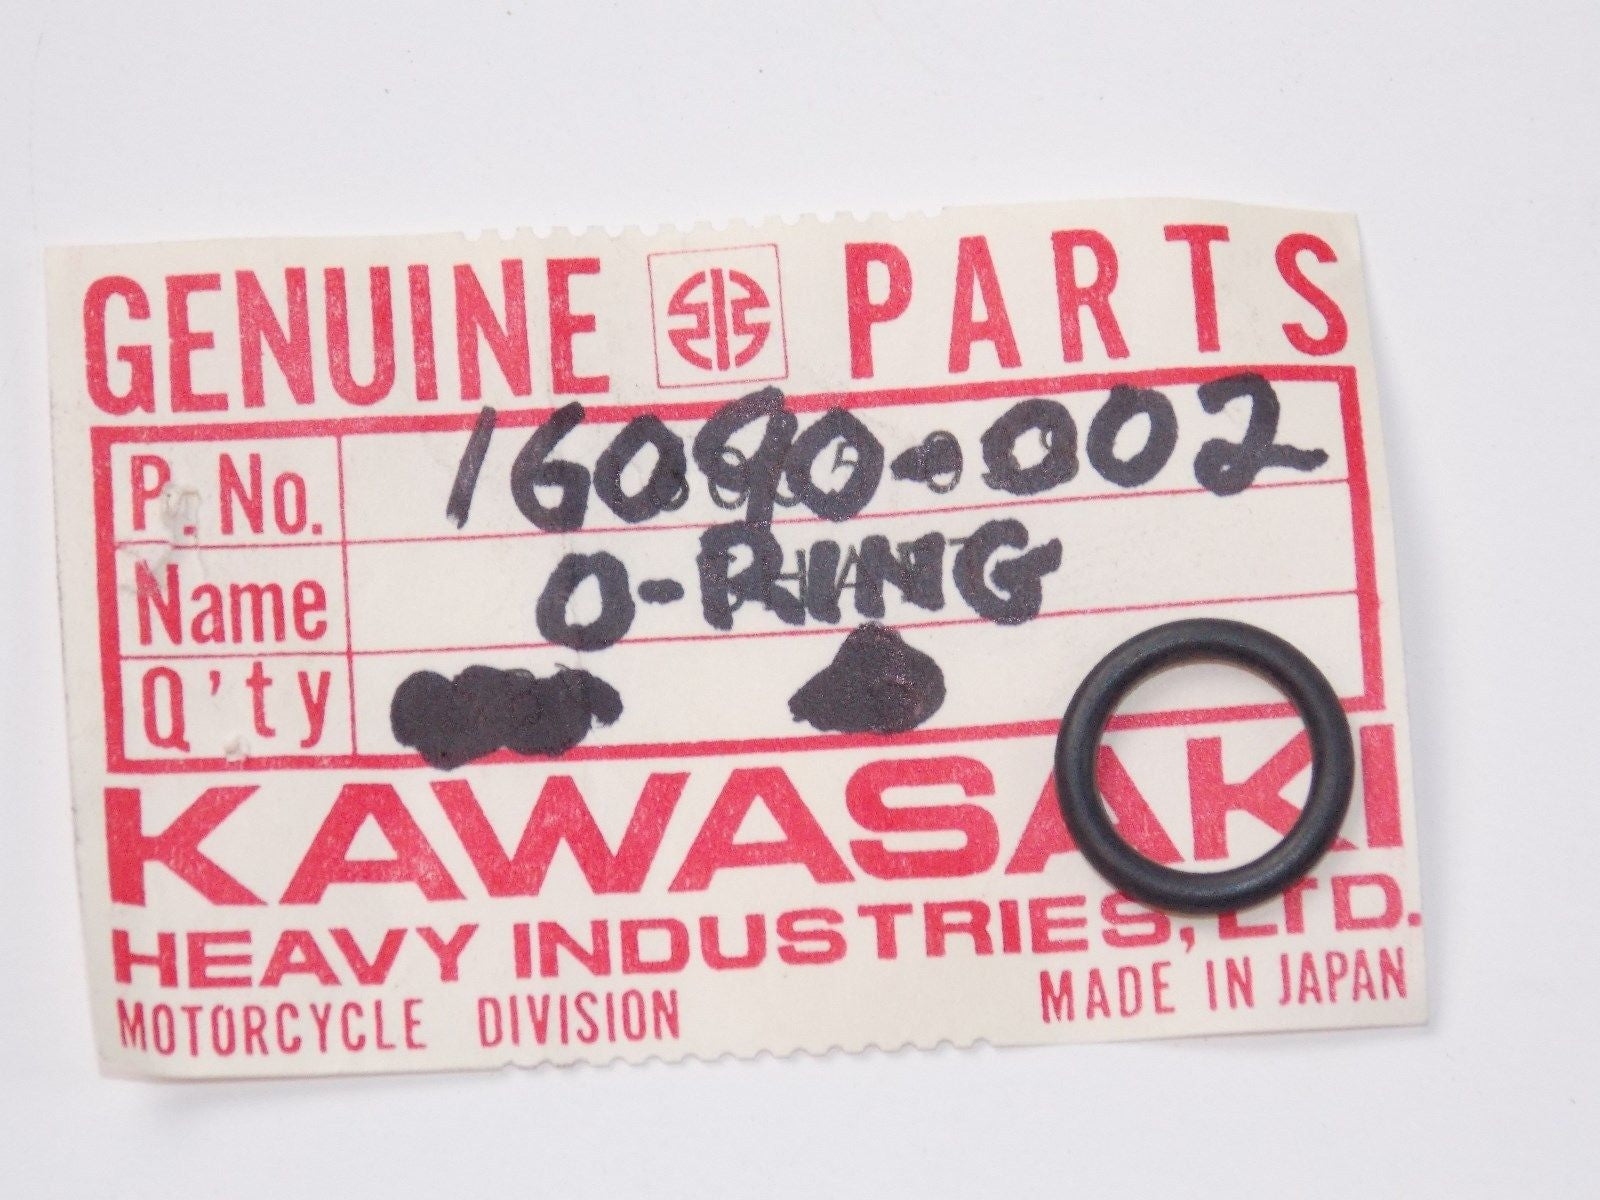 GENUINE PARTS
P. No. 16090-002
Name O-RING
Q'ty
KAWASAKI
HEAVY INDUSTRIES, LTD.
MOTORCYCLE DIVISION MADE IN JAPAN